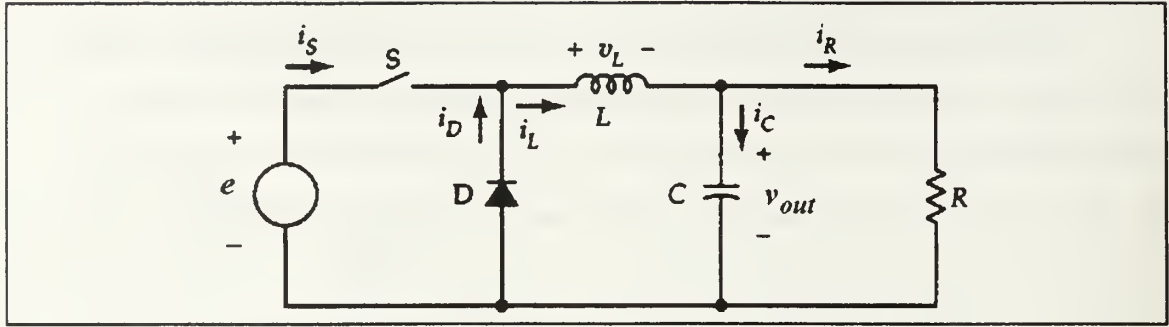 i_S
S
+ v_L -
i_R
i_D
i_L
L
i_C
+
e
-
D
C
+
v_out
-
R